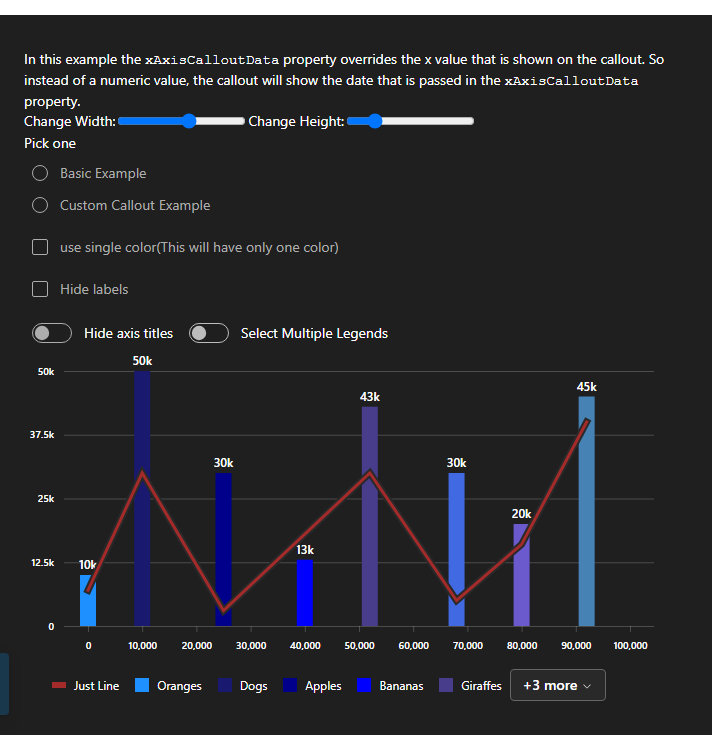 In this example the xAxisCalloutData property overrides the x value that is shown on the callout. So
instead of a numeric value, the callout will show the date that is passed in the xAxisCalloutData
property.
Change Width: Change Height:
Pick one
Basic Example
Custom Callout Example
use single color(This will have only one color)
Hide labels
Hide axis titles Select Multiple Legends
50k
50k
45k
43k
37.5k
30k 30k
25k
20k
13k
12.5k
10k
0
0 10,000 20,000 30,000 40,000 50,000 60,000 70,000 80,000 90,000 100,000
Just Line Oranges Dogs Apples Bananas Giraffes +3 more